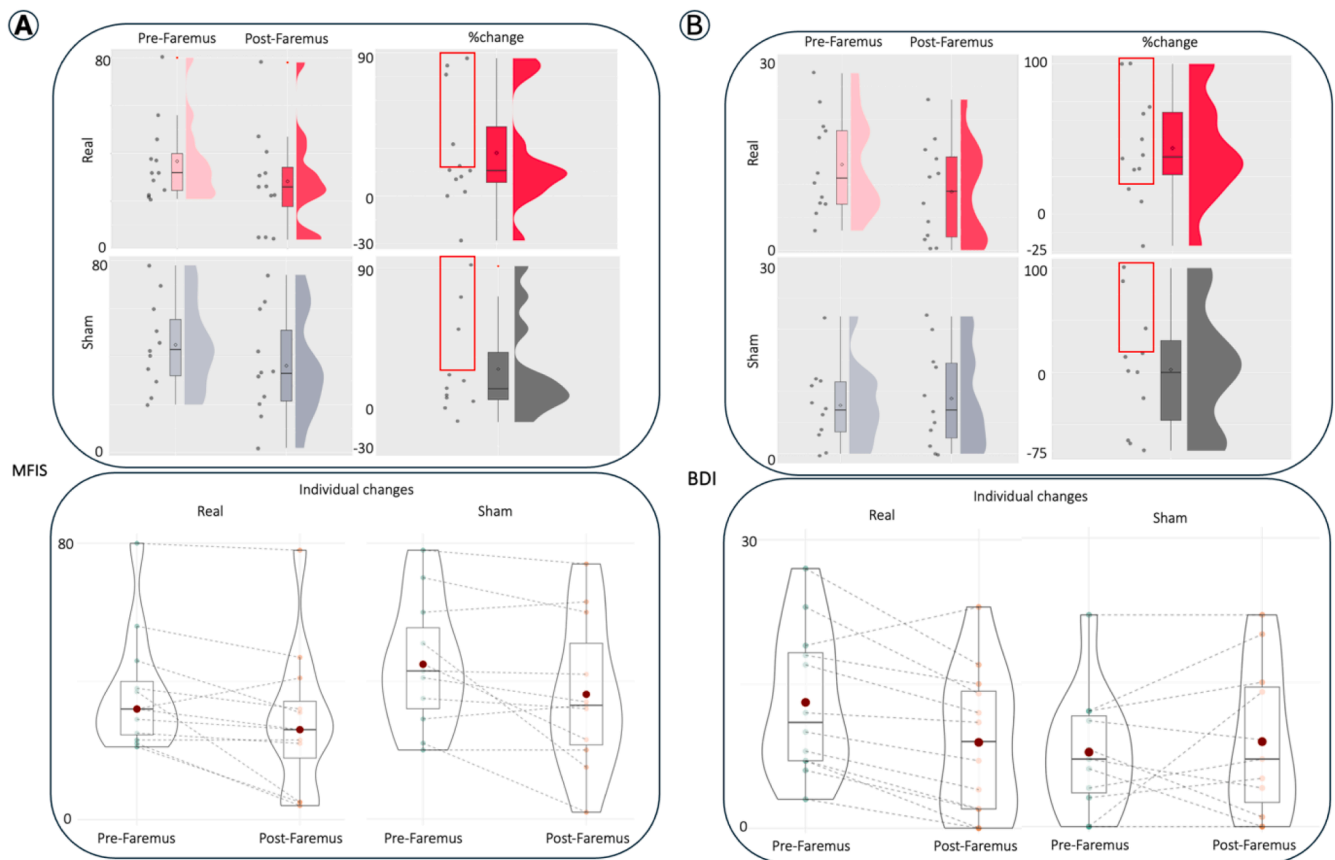 A
Pre-Faremus Post-Faremus %change
80 90
Real
0 0
-30
80 90
Sham
0 0
-30
MFIS
Individual changes
Real Sham
80
0
Pre-Faremus Post-Faremus Pre-Faremus Post-Faremus
B
Pre-Faremus Post-Faremus %change
30 100
Real
0 0
-25
30 100
Sham
0
0 -75
BDI
Individual changes
Real Sham
30
0
Pre-Faremus Post-Faremus Pre-Faremus Post-Faremus